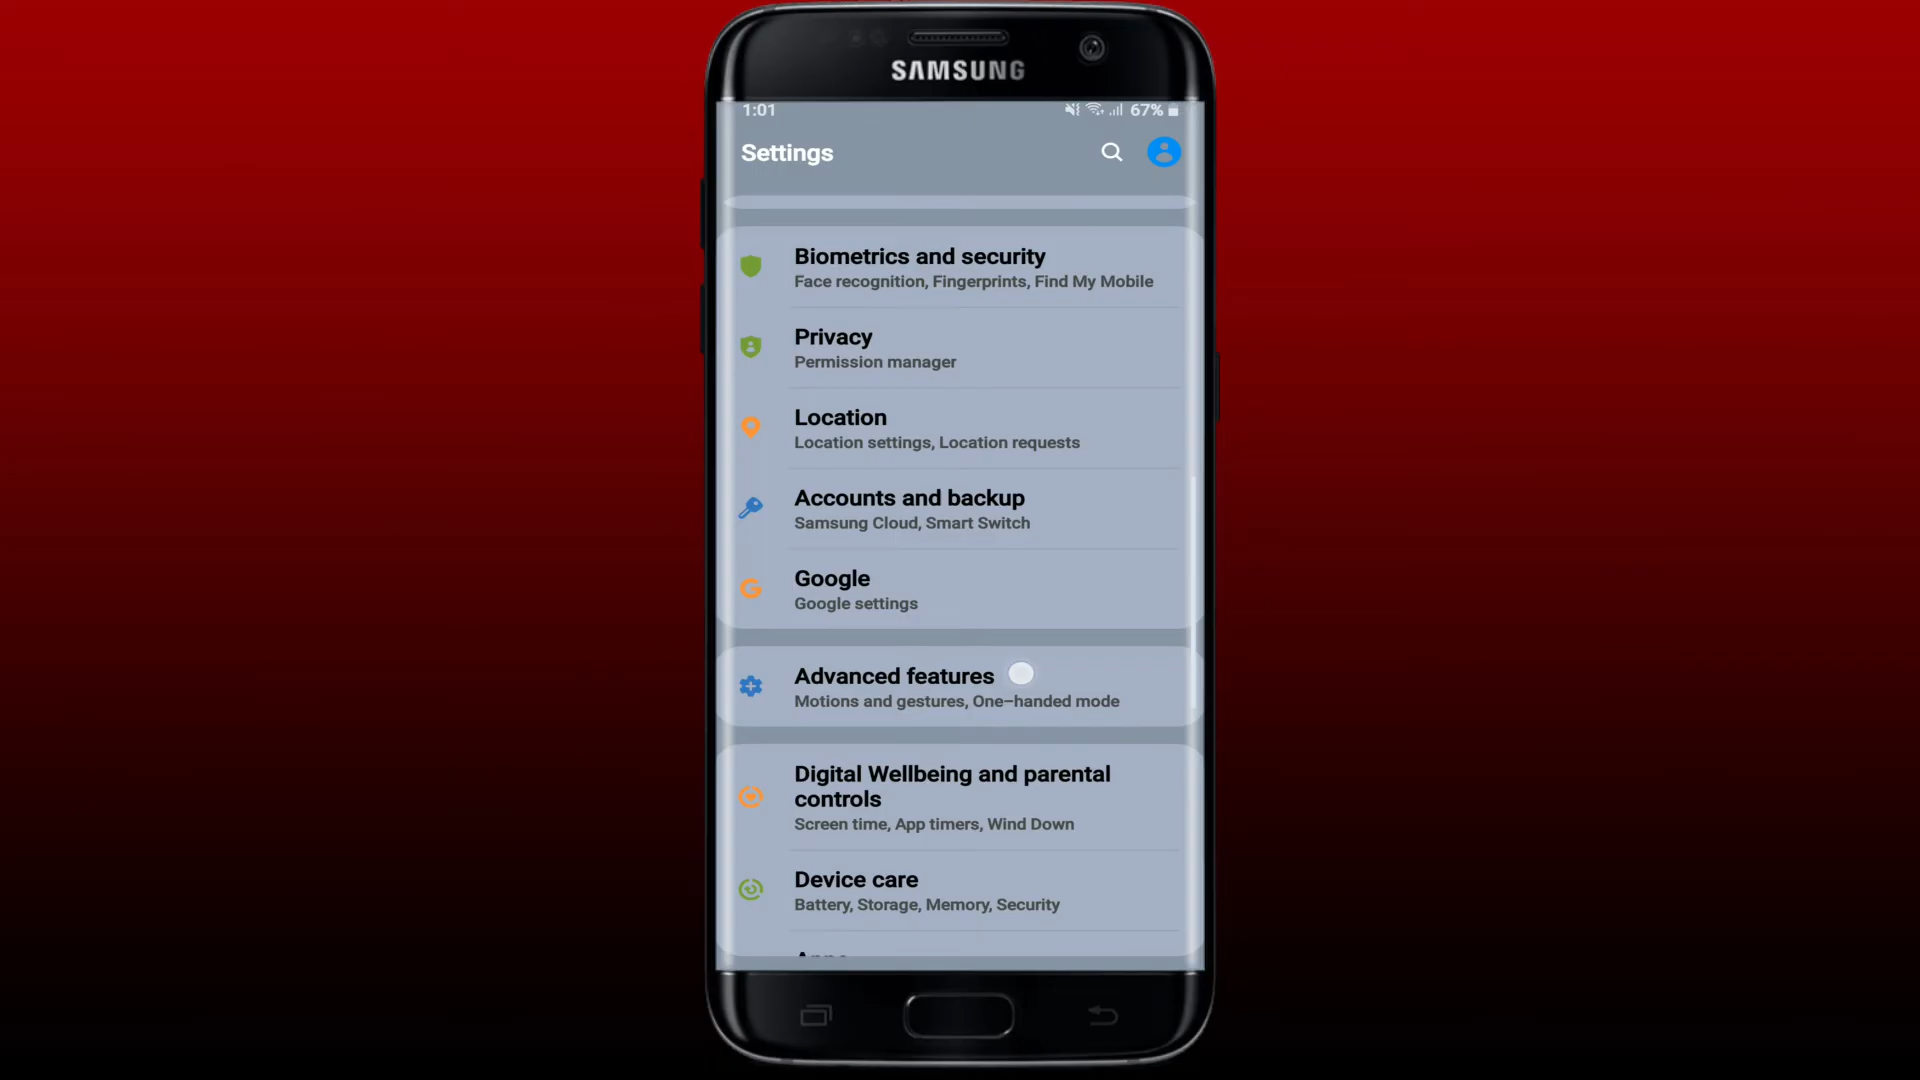 SAMSUNG
1:01 67%
Settings
Biometrics and security
Face recognition, Fingerprints, Find My Mobile
Privacy
Permission manager
Location
Location settings, Location requests
Accounts and backup
Samsung Cloud, Smart Switch
Google
Google settings
Advanced features
Motions and gestures, One-handed mode
Digital Wellbeing and parental
controls
Screen time, App timers, Wind Down
Device care
Battery, Storage, Memory, Security